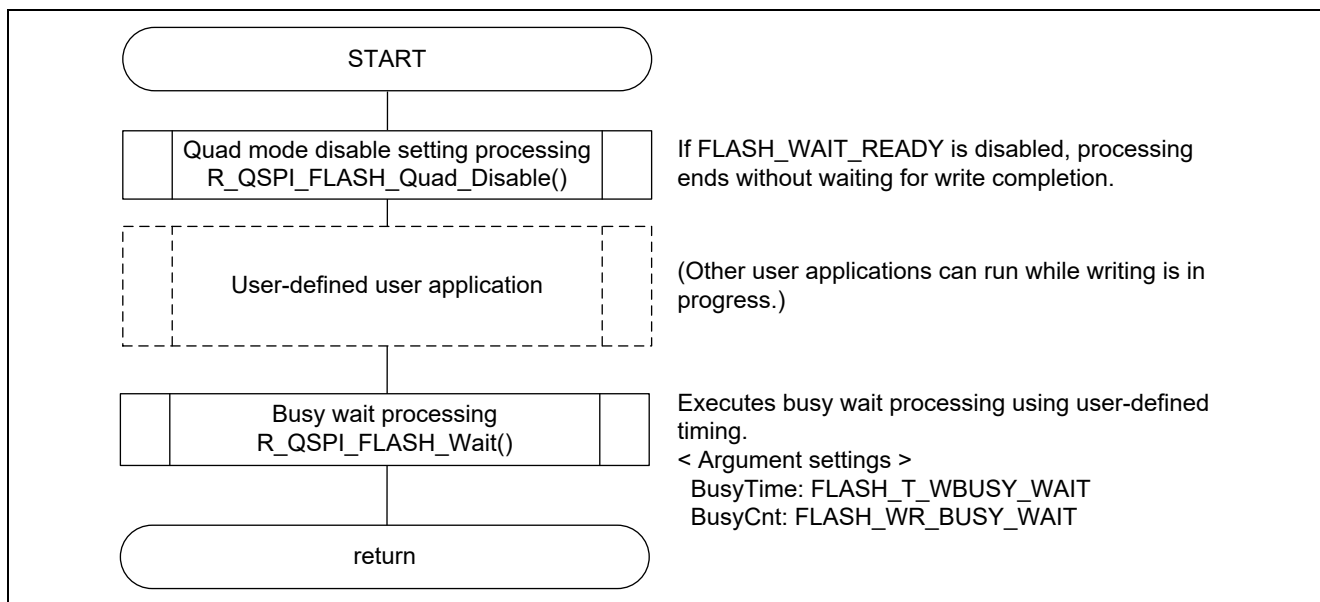 START
Quad mode disable setting processing
R_QSPI_FLASH_Quad_Disable()
If FLASH_WAIT_READY is disabled, processing
ends without waiting for write completion.
User-defined user application
(Other user applications can run while writing is in
progress.)
Busy wait processing
R_QSPI_FLASH_Wait()
Executes busy wait processing using user-defined
timing.
< Argument settings >
BusyTime: FLASH_T_WBUSY_WAIT
BusyCnt: FLASH_WR_BUSY_WAIT
return